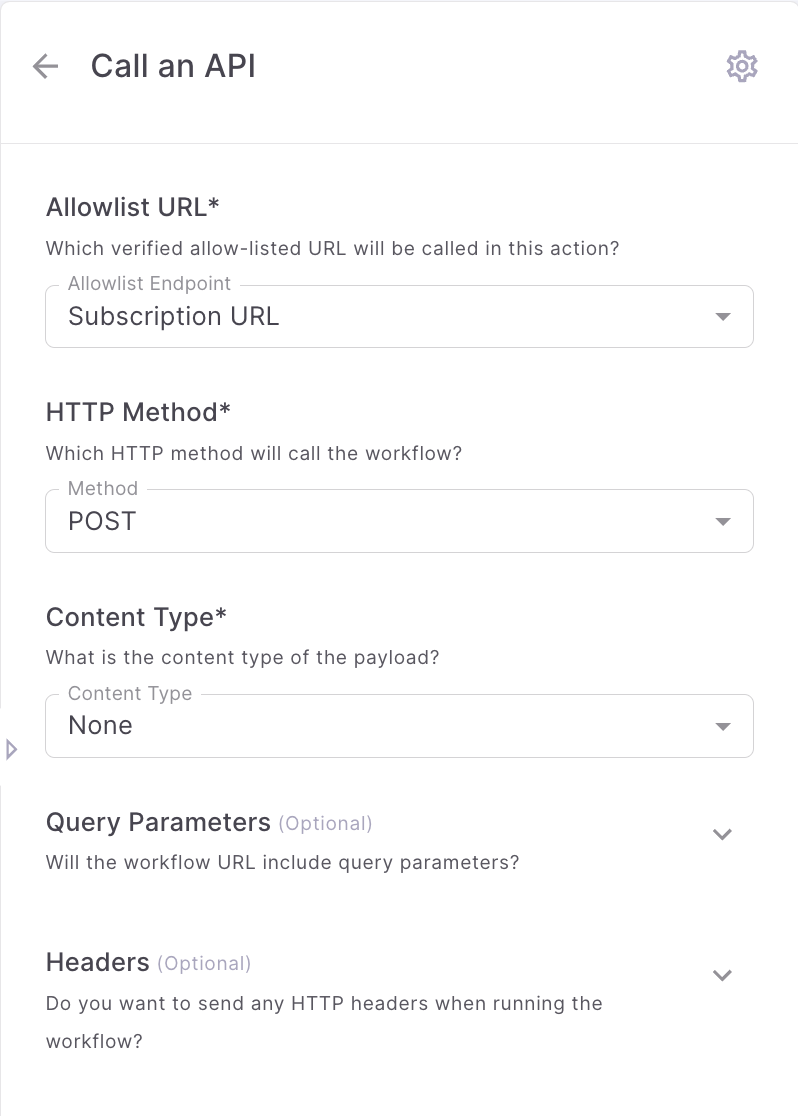 Call an API
Allowlist URL*
Which verified allow-listed URL will be called in this action?
Allowlist Endpoint
Subscription URL
HTTP Method*
Which HTTP method will call the workflow?
Method
POST
Content Type*
What is the content type of the payload?
Content Type
None
Query Parameters (Optional)
Will the workflow URL include query parameters?
Headers (Optional)
Do you want to send any HTTP headers when running the
workflow?